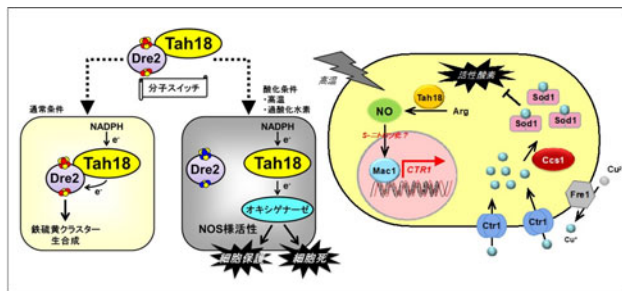 Tah18
Dre2
分子スイッチ
通常条件
NADPH
e⁻
Tah18
Dre2
e⁻
鉄硫黄クラスター
生合成
酸化条件
・高温
・過酸化水素
NADPH
e⁻
Dre2
Tah18
e⁻
オキシゲナーゼ
NOS様活性
細胞保護
細胞死
高温
活性酸素
Tah18
NO
Arg
Sod1
Sod1
Sod1
S-ニトロソ化?
Mac1
CTR1
Ccs1
Cu²
Fre1
Ctr1
Ctr1
Cu⁺